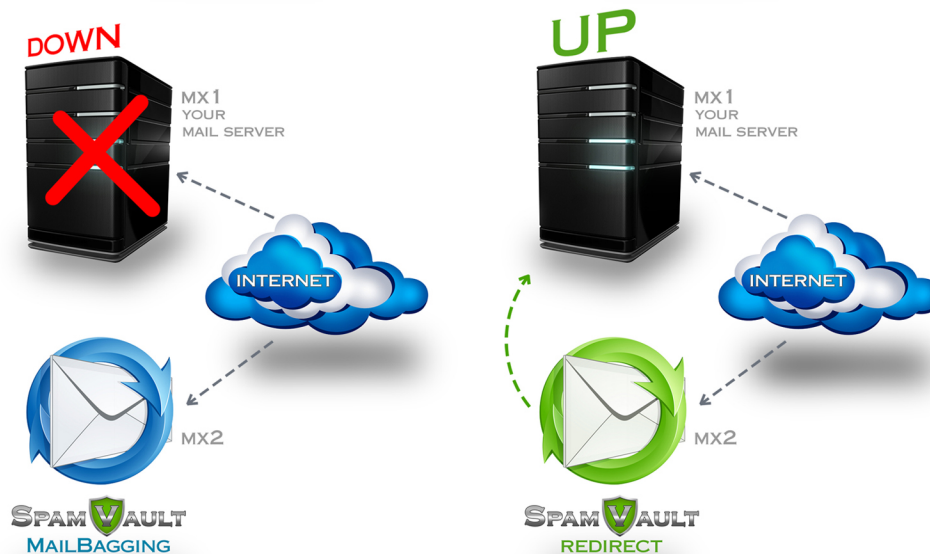 DOWN
MX1
YOUR
MAIL SERVER
INTERNET
MX2
SPAMVAULT
MAILBAGGING
UP
MX1
YOUR
MAIL SERVER
INTERNET
MX2
SPAMVAULT
REDIRECT